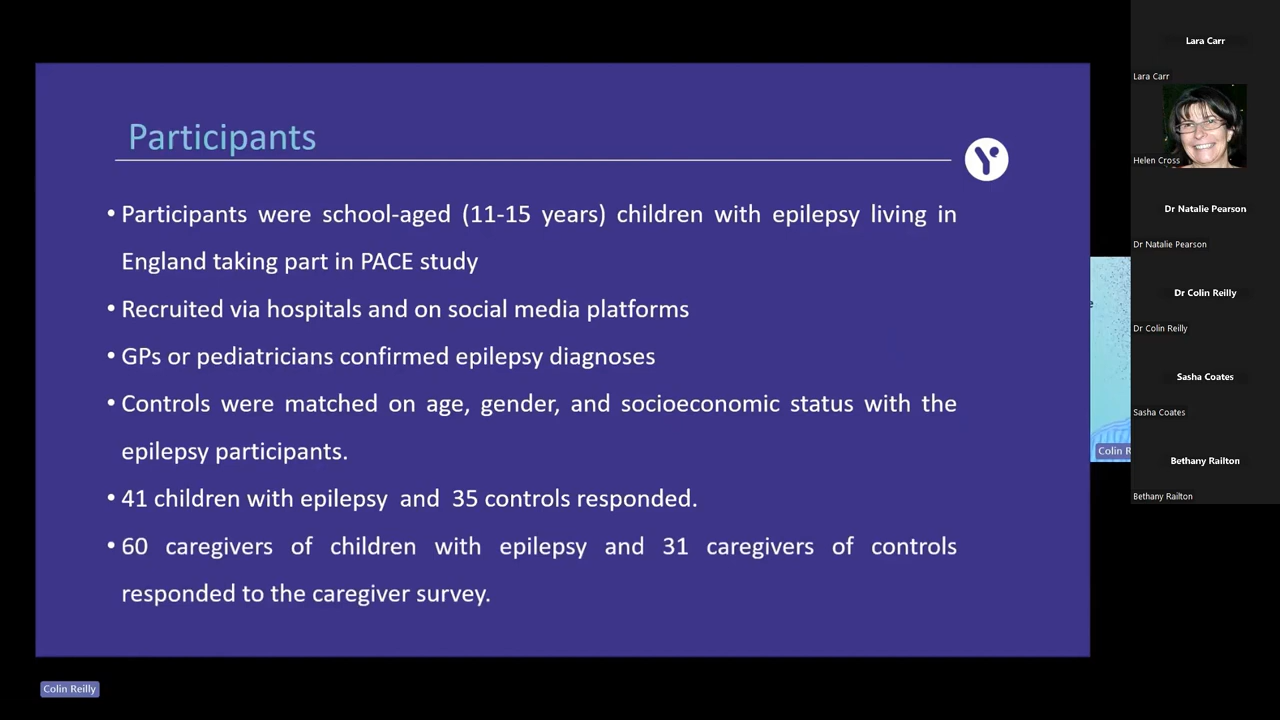 Participants
• Participants were school-aged (11-15 years) children with epilepsy living in
England taking part in PACE study
• Recruited via hospitals and on social media platforms
• GPs or pediatricians confirmed epilepsy diagnoses
• Controls were matched on age, gender, and socioeconomic status with the
epilepsy participants.
• 41 children with epilepsy and 35 controls responded.
• 60 caregivers of children with epilepsy and 31 caregivers of controls
responded to the caregiver survey.
Colin Reilly
e
Colin R
Lara Carr
Lara Carr
Helen Cross
Dr Natalie Pearson
Dr Natalie Pearson
Dr Colin Reilly
Dr Colin Reilly
Sasha Coates
Sasha Coates
Bethany Railton
Bethany Railton